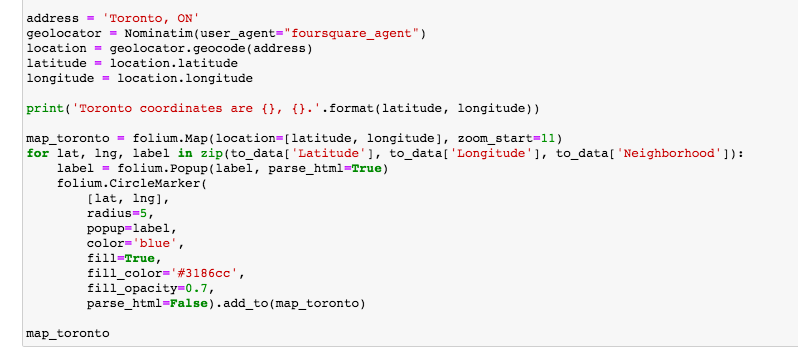 address = 'Toronto, ON'
geolocator = Nominatim(user_agent="foursquare_agent")
location = geolocator.geocode(address)
latitude = location.latitude
longitude = location.longitude

print('Toronto coordinates are {}, {}.'.format(latitude, longitude))

map_toronto = folium.Map(location=[latitude, longitude], zoom_start=11)
for lat, lng, label in zip(to_data['Latitude'], to_data['Longitude'], to_data['Neighborhood']):
    label = folium.Popup(label, parse_html=True)
    folium.CircleMarker(
        [lat, lng],
        radius=5,
        popup=label,
        color='blue',
        fill=True,
        fill_color='#3186cc',
        fill_opacity=0.7,
        parse_html=False).add_to(map_toronto)

map_toronto